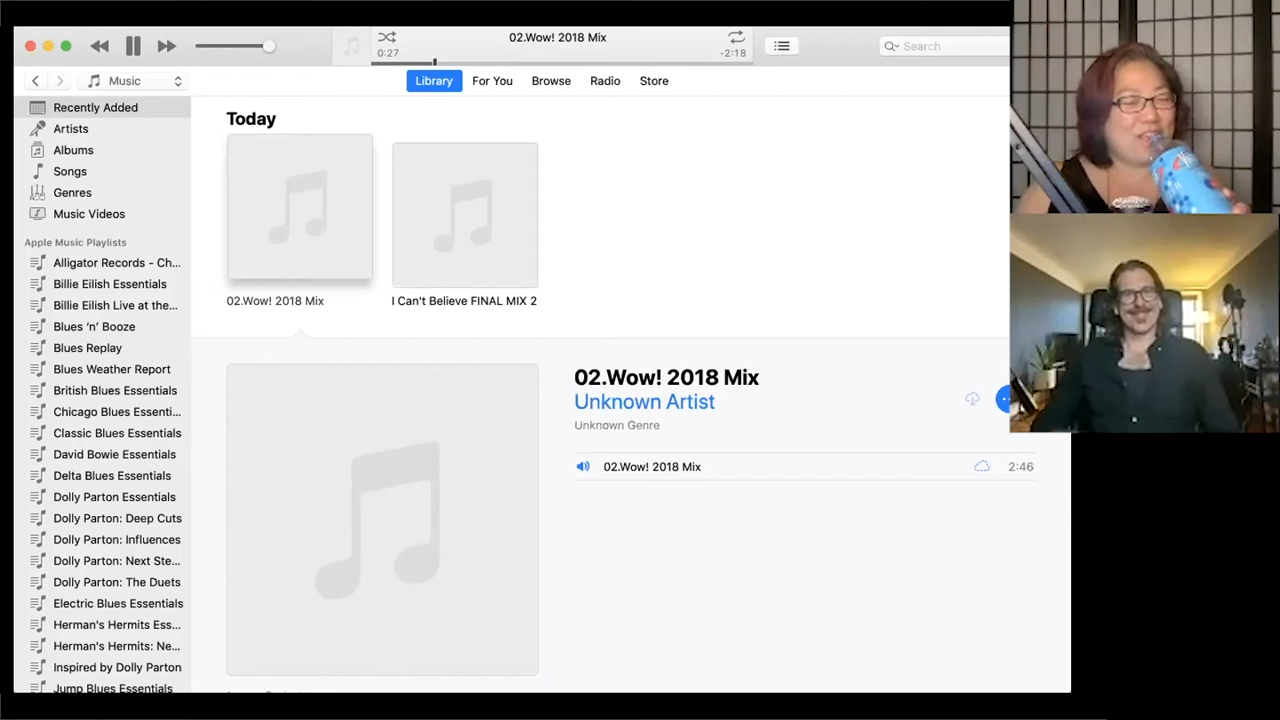 02.Wow! 2018 Mix
0:27
-2:18
Search
Music
Library
For You
Browse
Radio
Store
Recently Added
Artists
Albums
Songs
Genres
Music Videos
Apple Music Playlists
Alligator Records - Ch...
Billie Eilish Essentials
Billie Eilish Live at the...
Blues ‘n’ Booze
Blues Replay
Blues Weather Report
British Blues Essentials
Chicago Blues Essenti...
Classic Blues Essentials
David Bowie Essentials
Delta Blues Essentials
Dolly Parton Essentials
Dolly Parton: Deep Cuts
Dolly Parton: Influences
Dolly Parton: Next Ste...
Dolly Parton: The Duets
Electric Blues Essentials
Herman's Hermits Ess...
Herman's Hermits: Ne...
Inspired by Dolly Parton
Jump Blues Essentials
Today
02.Wow! 2018 Mix
I Can't Believe FINAL MIX 2
02.Wow! 2018 Mix
Unknown Artist
Unknown Genre
02.Wow! 2018 Mix
2:46